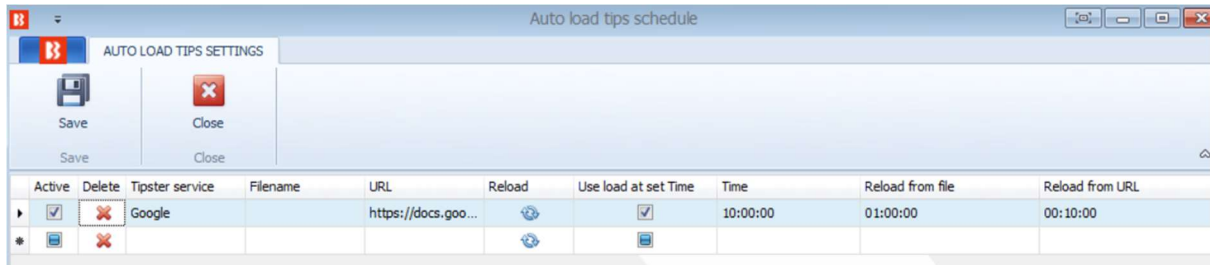 Auto load tips schedule
AUTO LOAD TIPS SETTINGS
Save Close
Save Close
Active Delete Tipster service Filename URL Reload Use load at set Time Time Reload from file Reload from URL
Google https://docs.goo... 10:00:00 01:00:00 00:10:00